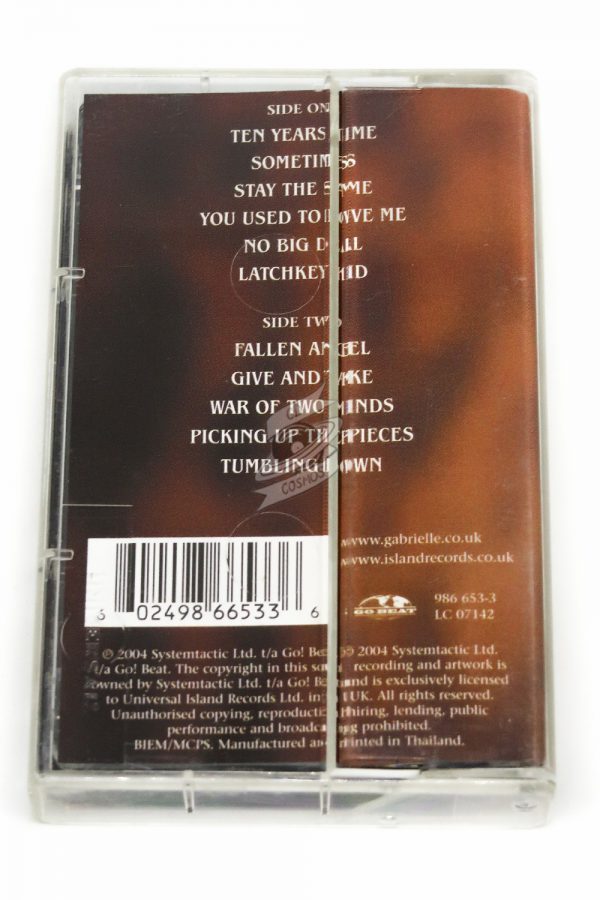 SIDE ONE
TEN YEARS TIME
SOMETIMES
STAY THE SAME
YOU USED TO LOVE ME
NO BIG DEAL
LATCHKEY KID
SIDE TWO
FALLEN ANGEL
GIVE AND TAKE
WAR OF TWO MINDS
PICKING UP THE PIECES
TUMBLING DOWN
COSMOS
www.gabrielle.co.uk
www.islandrecords.co.uk
6 02498 66533 6
GO BEAT
986 653-3
LC 07142
℗ 2004 Systemtactic Ltd. t/a Go! Beat © 2004 Systemtactic Ltd.
t/a Go! Beat. The copyright in this sound recording and artwork is
owned by Systemtactic Ltd. t/a Go! Beat and is exclusively licensed
to Universal Island Records Ltd. in the UK. All rights reserved.
Unauthorised copying, reproduction, hiring, lending, public
performance and broadcasting prohibited.
BIEM/MCPS. Manufactured and printed in Thailand.